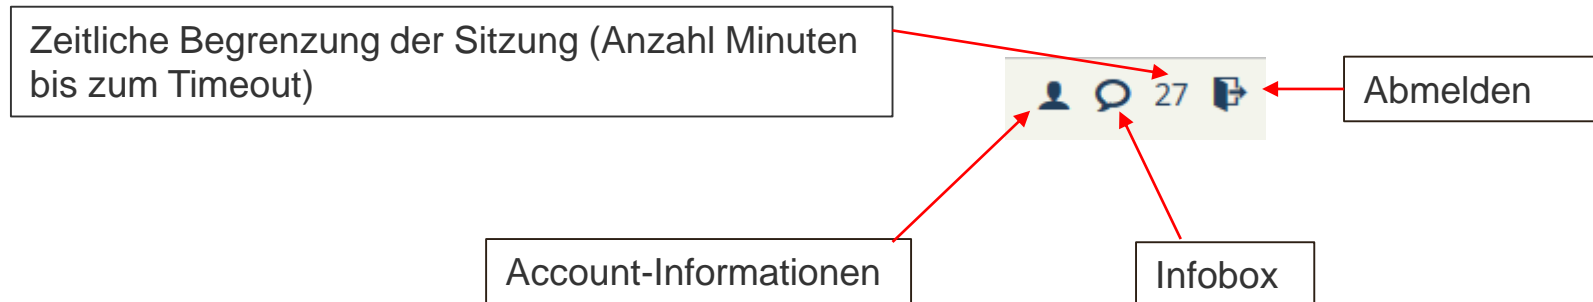 Zeitliche Begrenzung der Sitzung (Anzahl Minuten
bis zum Timeout)
27
Abmelden
Account-Informationen
Infobox